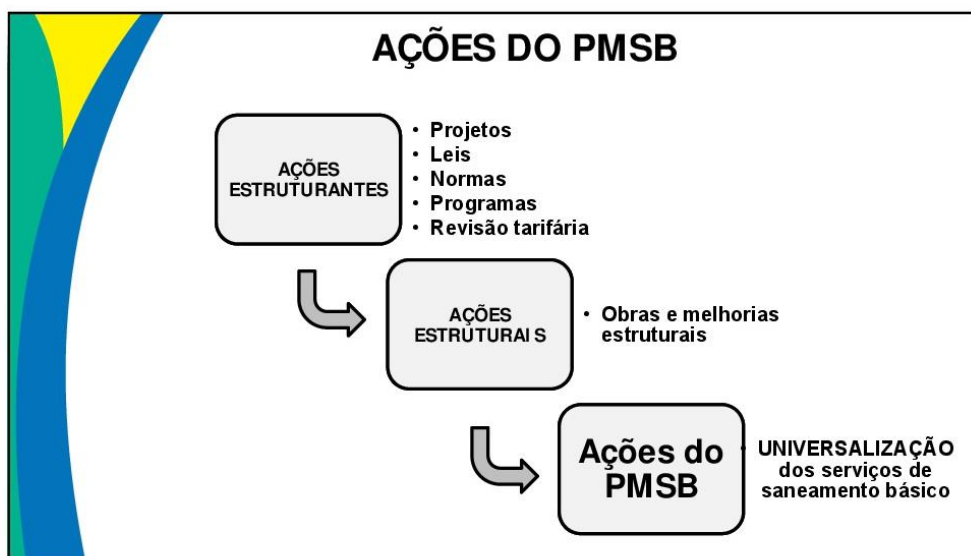 AÇÕES DO PMSB
AÇÕES
ESTRUTURANTES
• Projetos
• Leis
• Normas
• Programas
• Revisão tarifária
AÇÕES
ESTRUTURAIS
• Obras e melhorias
estruturais
Ações do
PMSB
• UNIVERSALIZAÇÃO
dos serviços de
saneamento básico